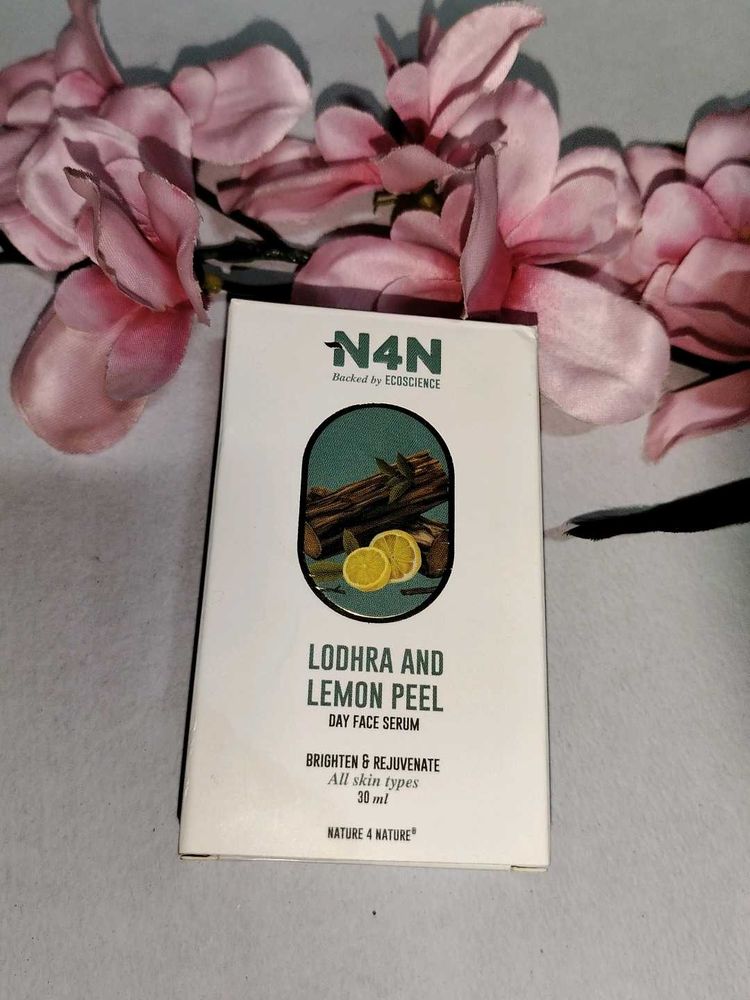 N4N
Backed by ECOSCIENCE
LODHRA AND
LEMON PEEL
DAY FACE SERUM
BRIGHTEN & REJUVENATE
All skin types
30 ml
NATURE 4 NATURE®